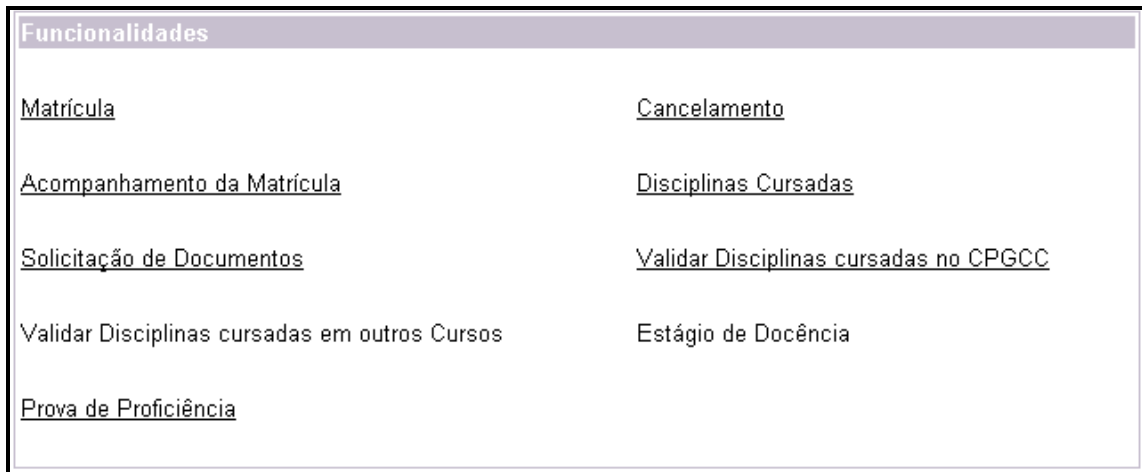 Funcionalidades
Matrícula
Cancelamento
Acompanhamento da Matrícula
Disciplinas Cursadas
Solicitação de Documentos
Validar Disciplinas cursadas no CPGCC
Validar Disciplinas cursadas em outros Cursos
Estágio de Docência
Prova de Proficiência